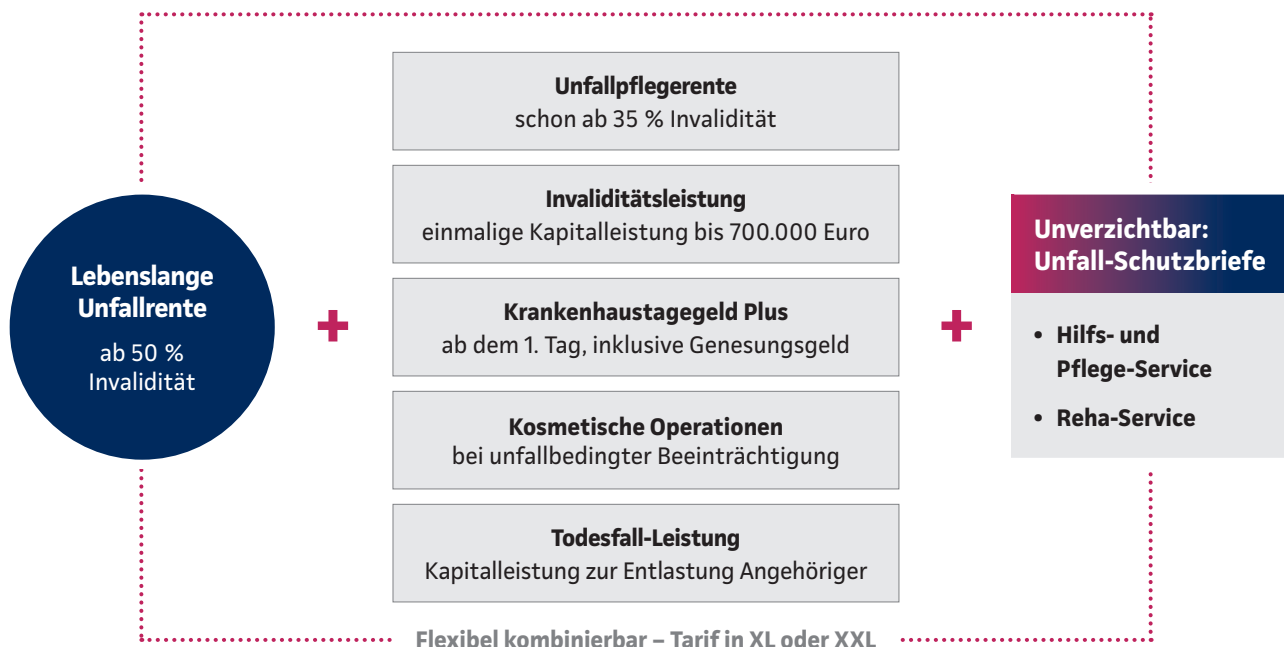 Lebenslange
Unfallrente
ab 50 %
Invalidität
+
Unfallpflegerente
schon ab 35 % Invalidität
Invaliditätsleistung
einmalige Kapitalleistung bis 700.000 Euro
Krankenhaustagegeld Plus
ab dem 1. Tag, inklusive Genesungsgeld
Kosmetische Operationen
bei unfallbedingter Beeinträchtigung
Todesfall-Leistung
Kapitalleistung zur Entlastung Angehöriger
+
Unverzichtbar:
Unfall-Schutzbriefe
• Hilfs- und
Pflege-Service
• Reha-Service
Flexibel kombinierbar – Tarif in XL oder XXL